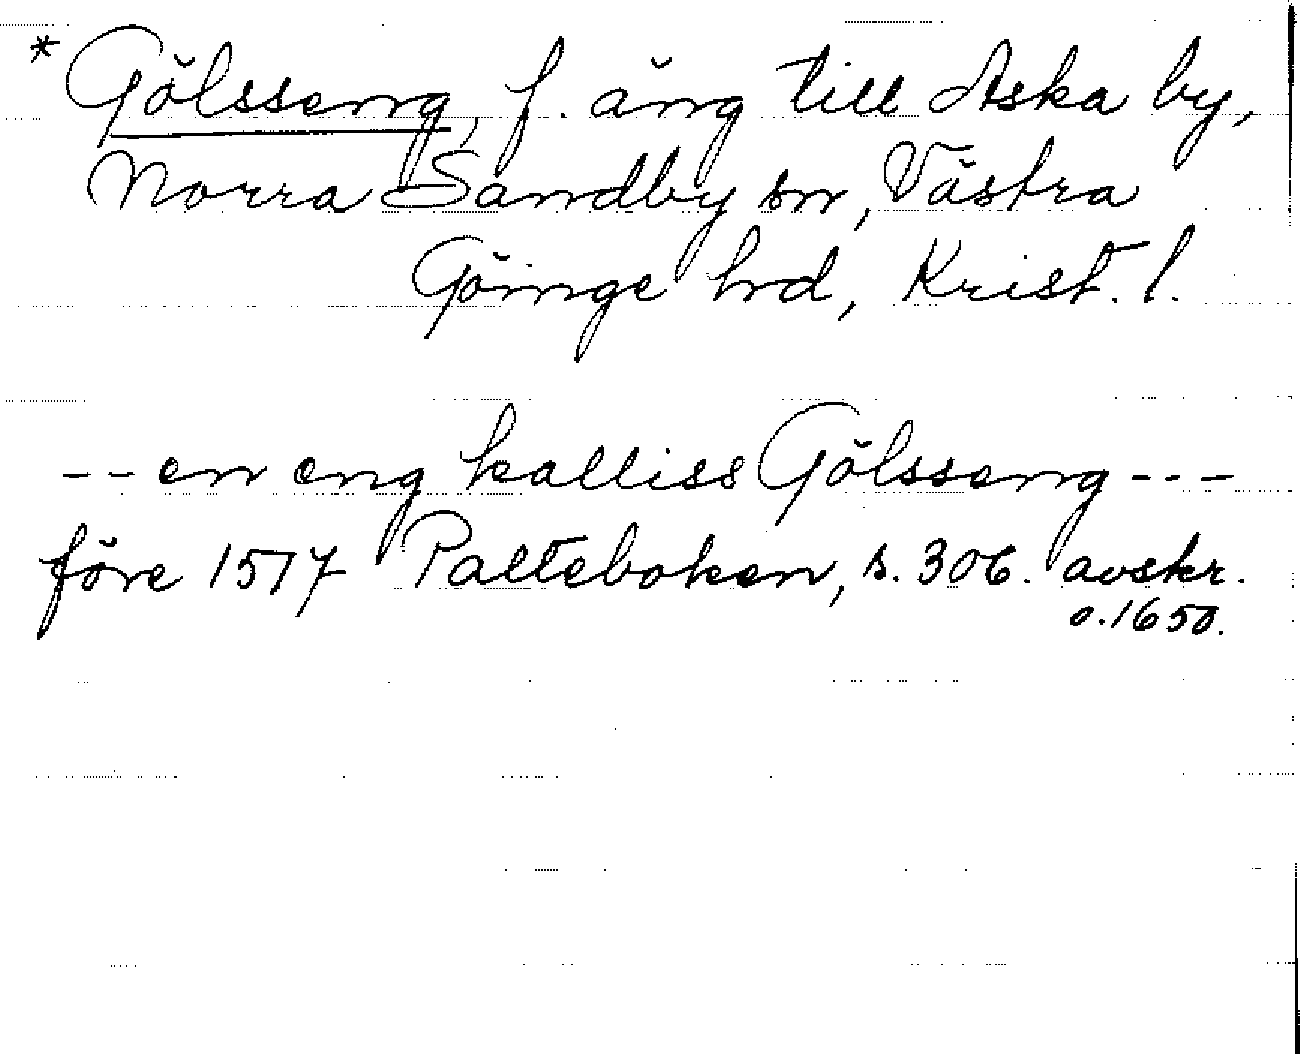 * Gölsseng, f. äng till Aska by,
Norra Sandby sn, Västra
Göinge hd, Krist. l.
-- en eng kalliss Gölsseng ---
före 1517 Palteboken, s. 306. avskr.
o. 1650.